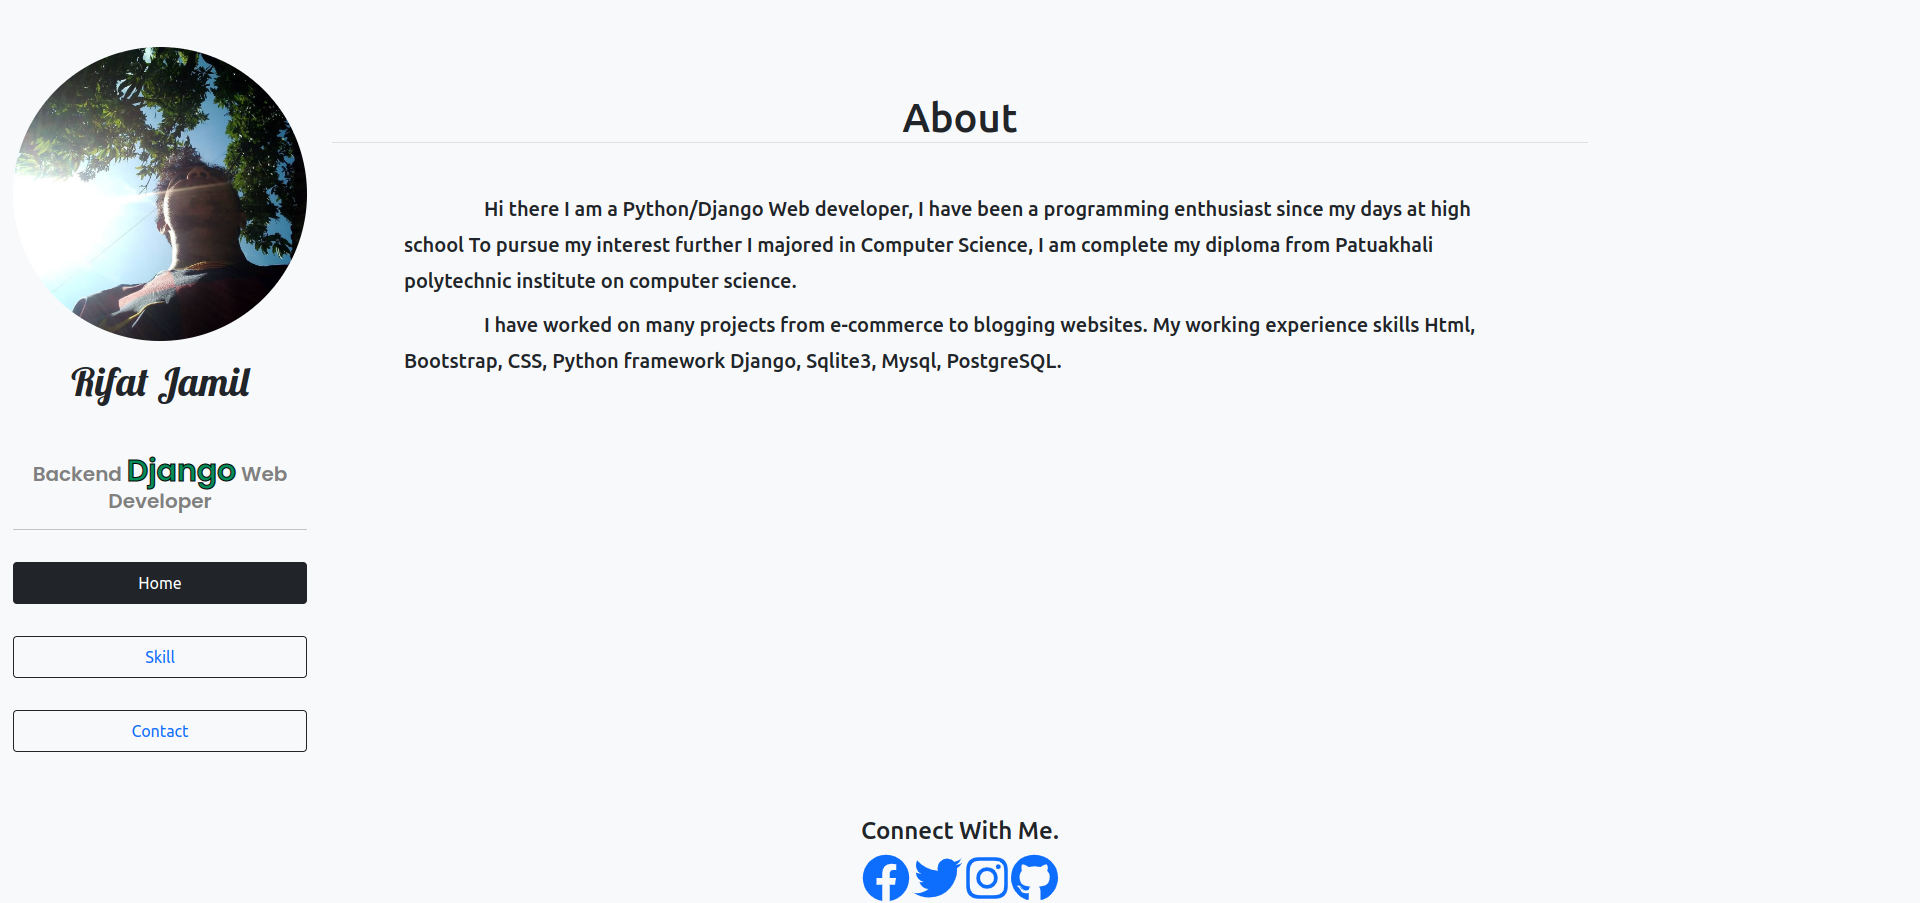 About
Hi there I am a Python/Django Web developer, I have been a programming enthusiast since my days at high
school To pursue my interest further I majored in Computer Science, I am complete my diploma from Patuakhali
polytechnic institute on computer science.
I have worked on many projects from e-commerce to blogging websites. My working experience skills Html,
Bootstrap, CSS, Python framework Django, Sqlite3, Mysql, PostgreSQL.
Rifat Jamil
Backend Django Web
Developer
Home
Skill
Contact
Connect With Me.